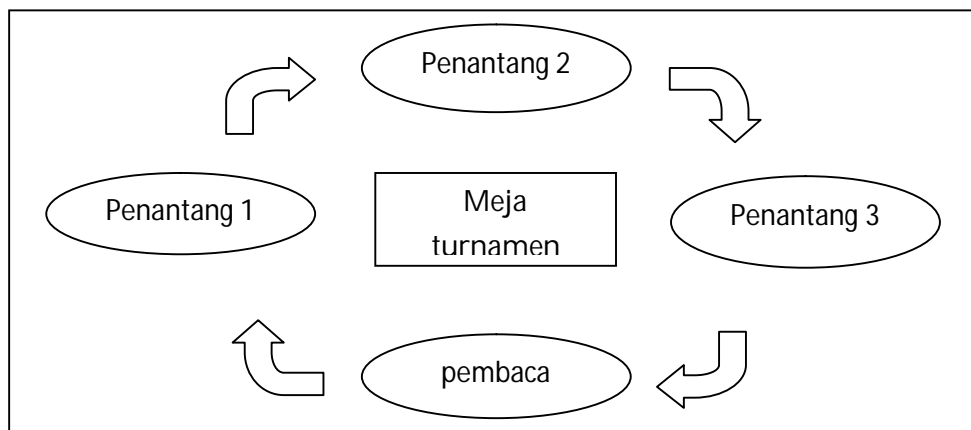 Penantang 2
Penantang 1
Meja
turnamen
Penantang 3
pembaca